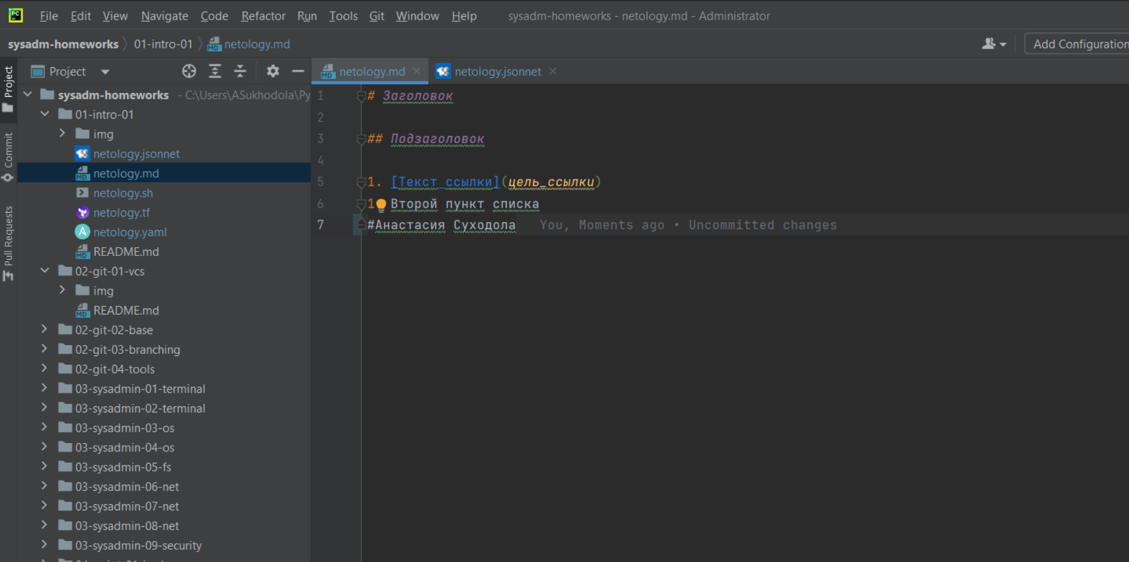 PC File Edit View Navigate Code Refactor Run Tools Git Window Help sysadm-homeworks - netology.md - Administrator
sysadm-homeworks 01-intro-01 netology.md Add Configuration
Project netology.md netology.jsonnet
Project
Commit
Pull Requests
sysadm-homeworks - C:\Users\ASukhodola\Py
01-intro-01
img
netology.jsonnet
netology.md
netology.sh
netology.tf
netology.yaml
README.md
02-git-01-vcs
img
README.md
02-git-02-base
02-git-03-branching
02-git-04-tools
03-sysadmin-01-terminal
03-sysadmin-02-terminal
03-sysadmin-03-os
03-sysadmin-04-os
03-sysadmin-05-fs
03-sysadmin-06-net
03-sysadmin-07-net
03-sysadmin-08-net
03-sysadmin-09-security
1 # Заголовок
2
3 ## Подзаголовок
4
5 1. [Текст ссылки](цель_ссылки)
6 1 Второй пункт списка
7 #Анастасия Суходола You, Moments ago • Uncommitted changes